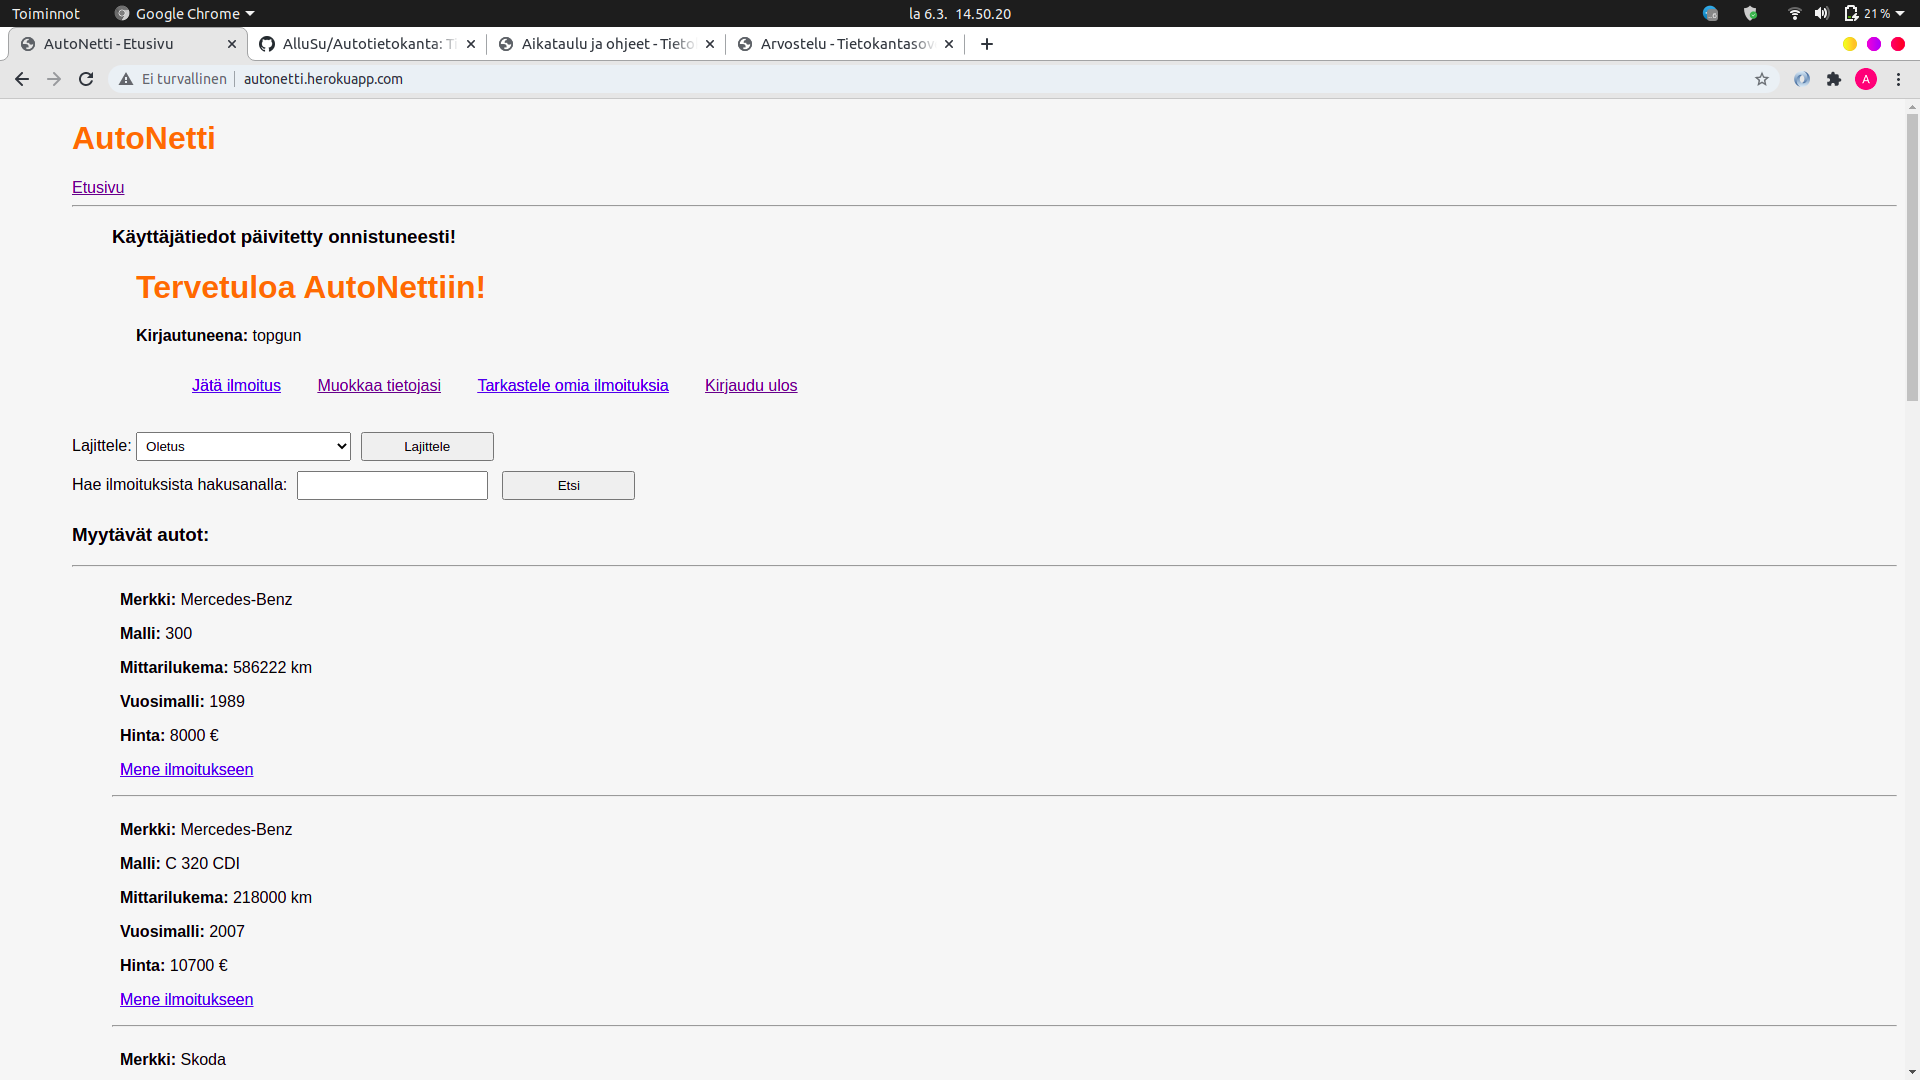 Toiminnot Google Chrome la 6.3. 14.50.20 21 %
AutoNetti - Etusivu AlluSu/Autotietokanta: Ti Aikataulu ja ohjeet - Tieto Arvostelu - Tietokantasov
Ei turvallinen autonetti.herokuapp.com A
AutoNetti
Etusivu
Käyttäjätiedot päivitetty onnistuneesti!
Tervetuloa AutoNettiin!
Kirjautuneena: topgun
Jätä ilmoitus Muokkaa tietojasi Tarkastele omia ilmoituksia Kirjaudu ulos
Lajittele: Oletus Lajittele
Hae ilmoituksista hakusanalla: Etsi
Myytävät autot:
Merkki: Mercedes-Benz
Malli: 300
Mittarilukema: 586222 km
Vuosimalli: 1989
Hinta: 8000 €
Mene ilmoitukseen
Merkki: Mercedes-Benz
Malli: C 320 CDI
Mittarilukema: 218000 km
Vuosimalli: 2007
Hinta: 10700 €
Mene ilmoitukseen
Merkki: Skoda